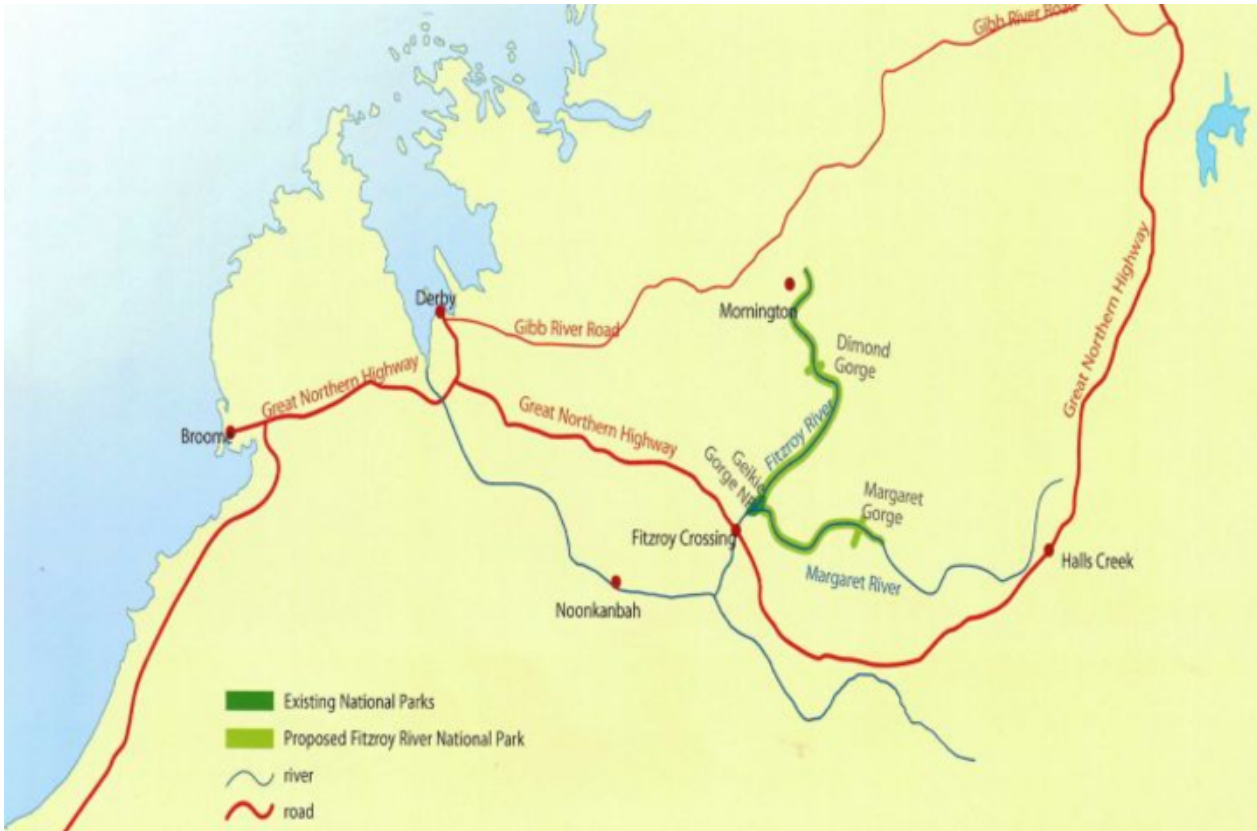 Gibb River Road
Great Northern Highway
Derby
Gibb River Road
Mornington
Dimond
Gorge
Great Northern Highway
Broome
Great Northern Highway
Fitzroy River
Geikie
Gorge NP
Margaret
Gorge
Fitzroy Crossing
Margaret River
Halls Creek
Noonkanbah
Existing National Parks
Proposed Fitzroy River National Park
river
road